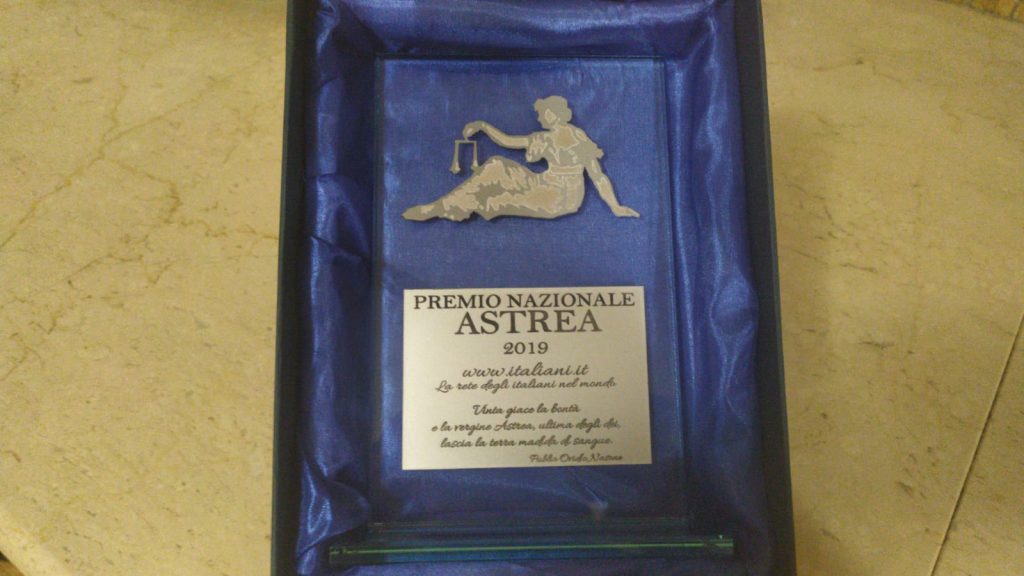 PREMIO NAZIONALE
ASTREA
2019
www.italiani.it
La rete degli italiani nel mondo
Vinta giace la bontà
e la vergine Astrea, ultima degli dei,
lascia la terra madida di sangue.
Publio Ovidio Nasone